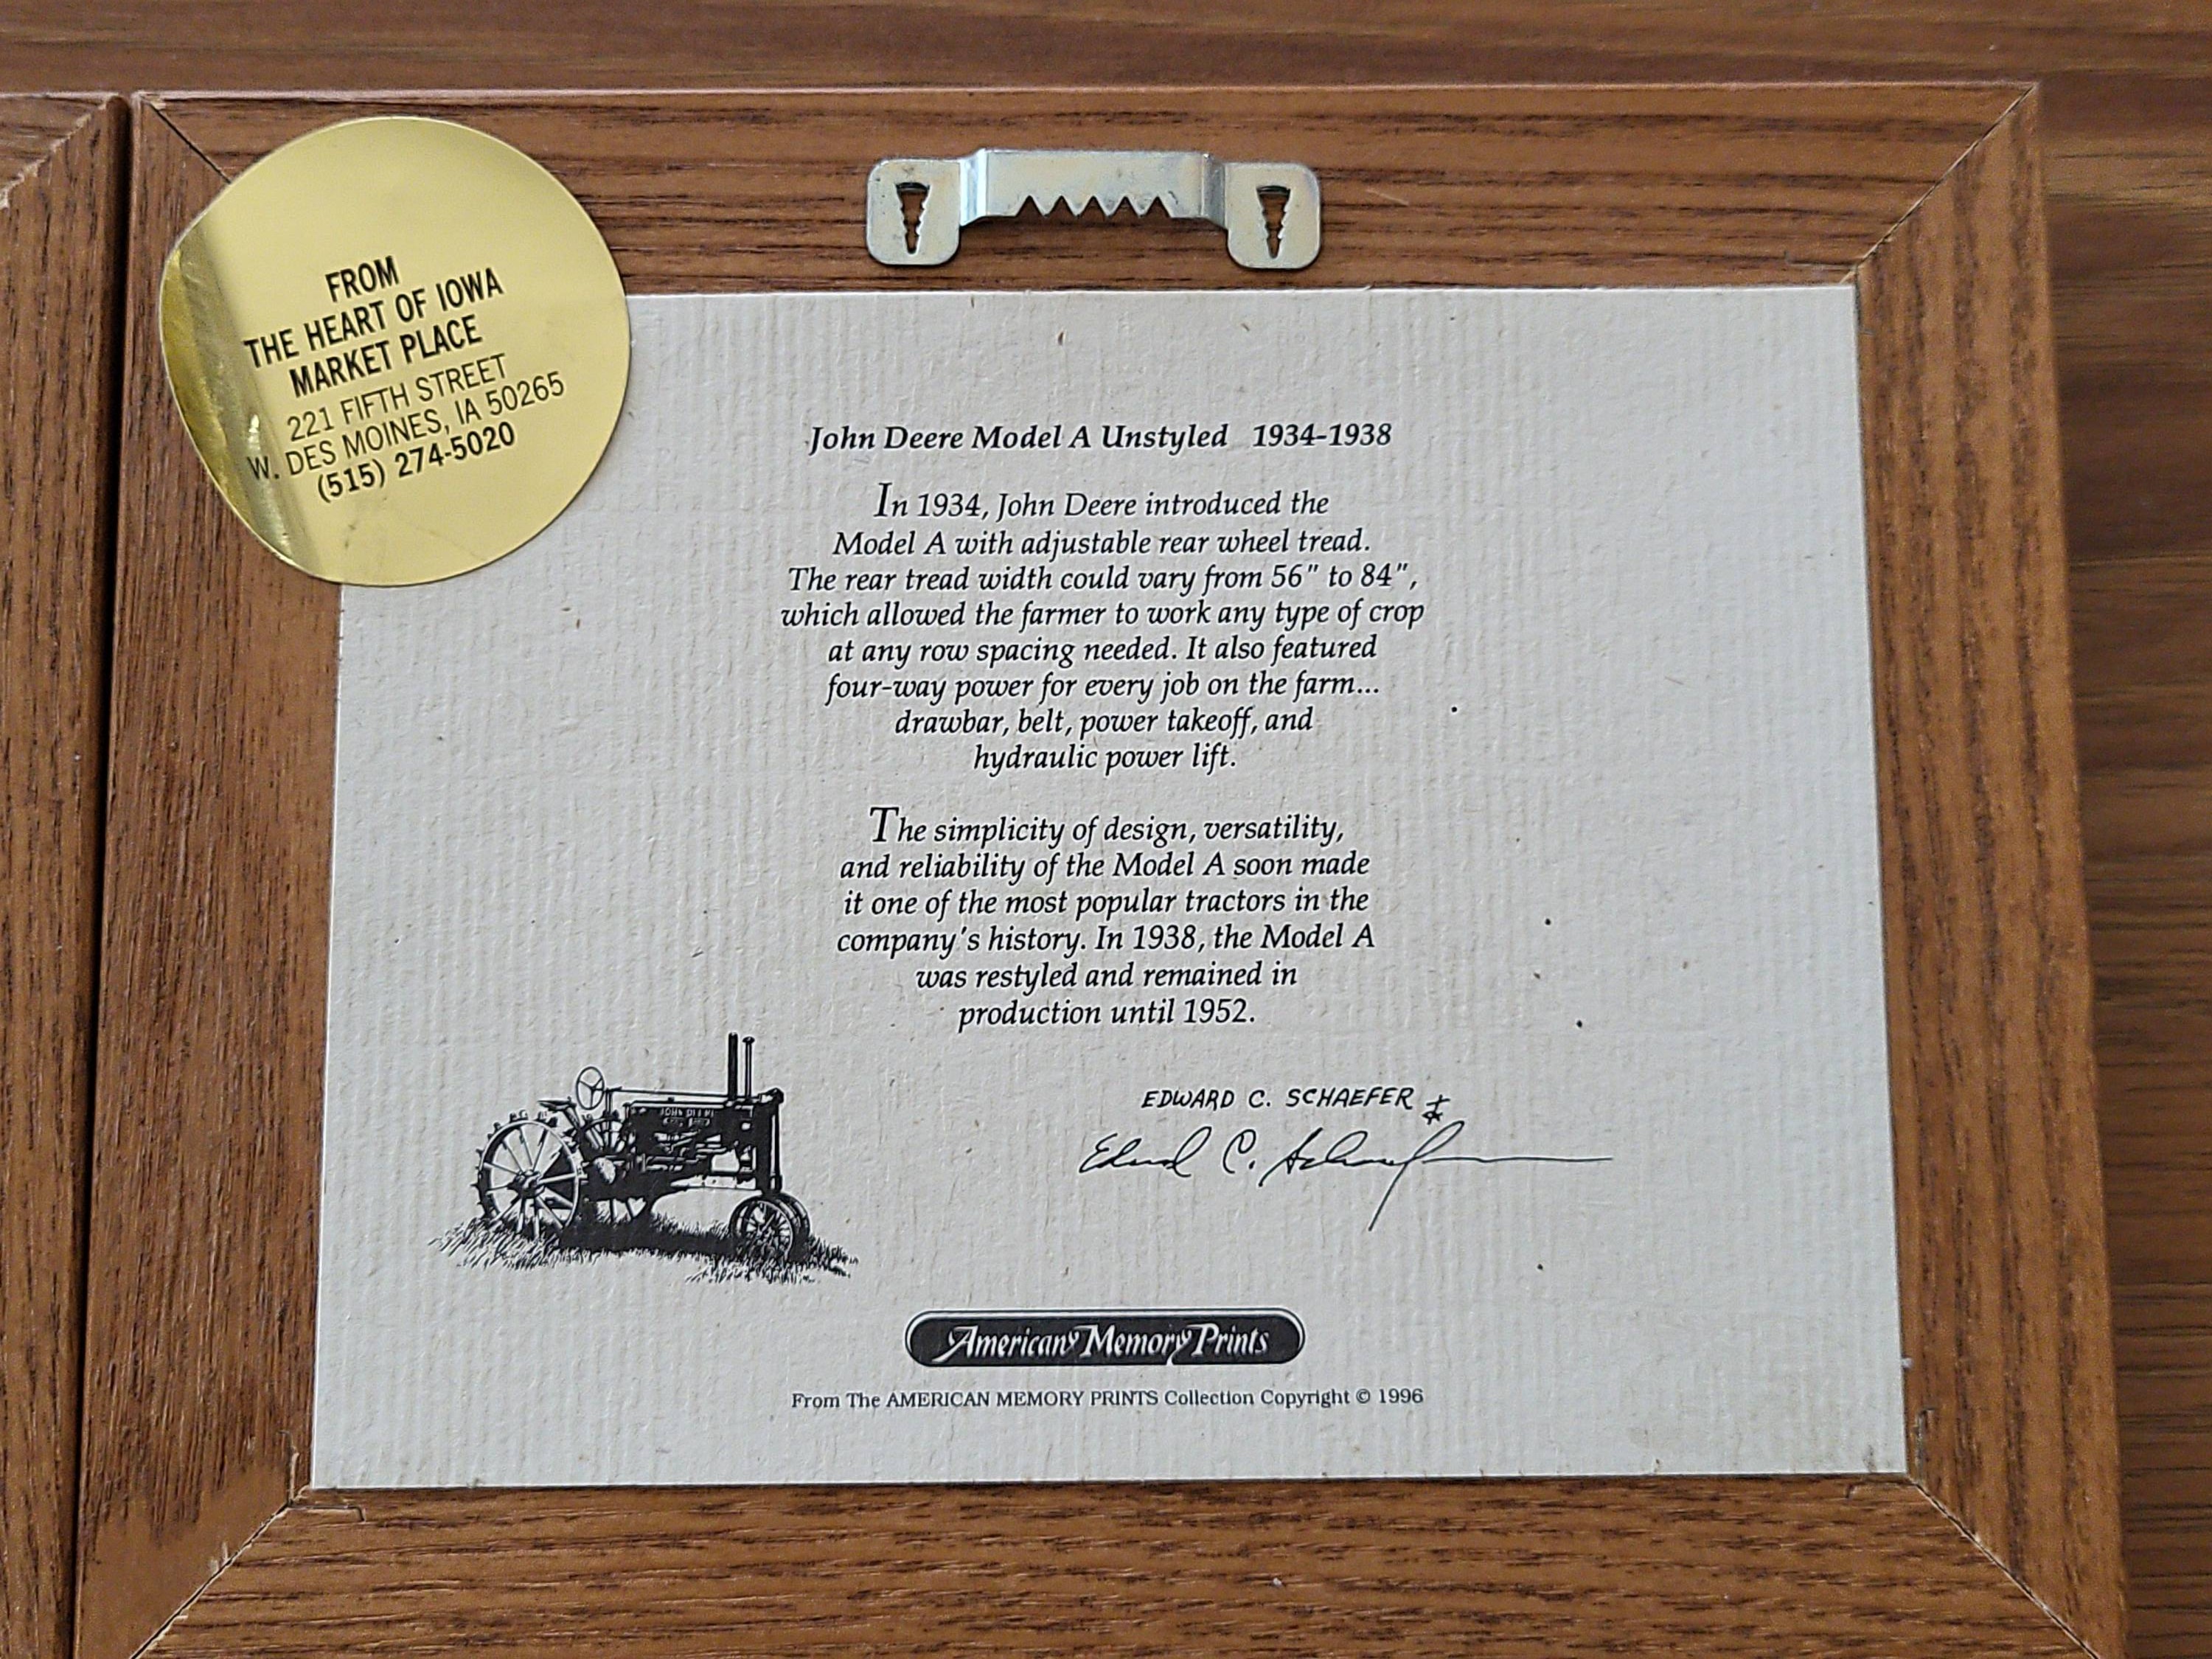 FROM
THE HEART OF IOWA
MARKET PLACE
221 FIFTH STREET
W. DES MOINES, IA 50265
(515) 274-5020
John Deere Model A Unstyled 1934-1938
In 1934, John Deere introduced the
Model A with adjustable rear wheel tread.
The rear tread width could vary from 56" to 84",
which allowed the farmer to work any type of crop
at any row spacing needed. It also featured
four-way power for every job on the farm...
drawbar, belt, power takeoff, and
hydraulic power lift.
The simplicity of design, versatility,
and reliability of the Model A soon made
it one of the most popular tractors in the
company's history. In 1938, the Model A
was restyled and remained in
production until 1952.
JOHN DEERE
EDWARD C. SCHAEFER
Edward C. Schaefer
American Memory Prints
From The AMERICAN MEMORY PRINTS Collection Copyright © 1996